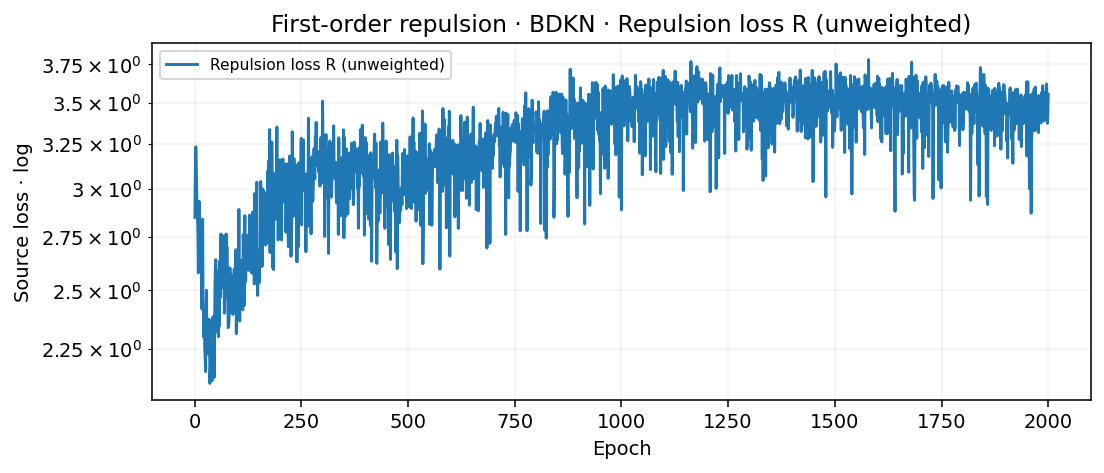 First-order repulsion · BDKN · Repulsion loss R (unweighted)
Repulsion loss R (unweighted)
Source loss · log
3.75 × 10⁰
3.5 × 10⁰
3.25 × 10⁰
3 × 10⁰
2.75 × 10⁰
2.5 × 10⁰
2.25 × 10⁰
0 250 500 750 1000 1250 1500 1750 2000
Epoch